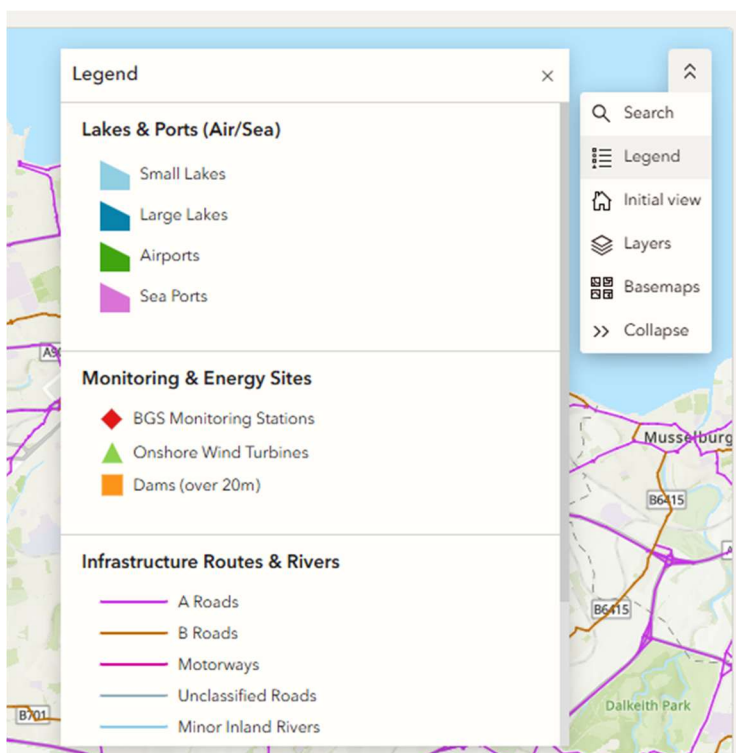 Legend
Lakes & Ports (Air/Sea)
Small Lakes
Large Lakes
Airports
Sea Ports
Monitoring & Energy Sites
BGS Monitoring Stations
Onshore Wind Turbines
Dams (over 20m)
Infrastructure Routes & Rivers
A Roads
B Roads
Motorways
Unclassified Roads
Minor Inland Rivers
Search
Legend
Initial view
Layers
Basemaps
Collapse
Musselburg
B6415
B6415
Dalkeith Park
B701